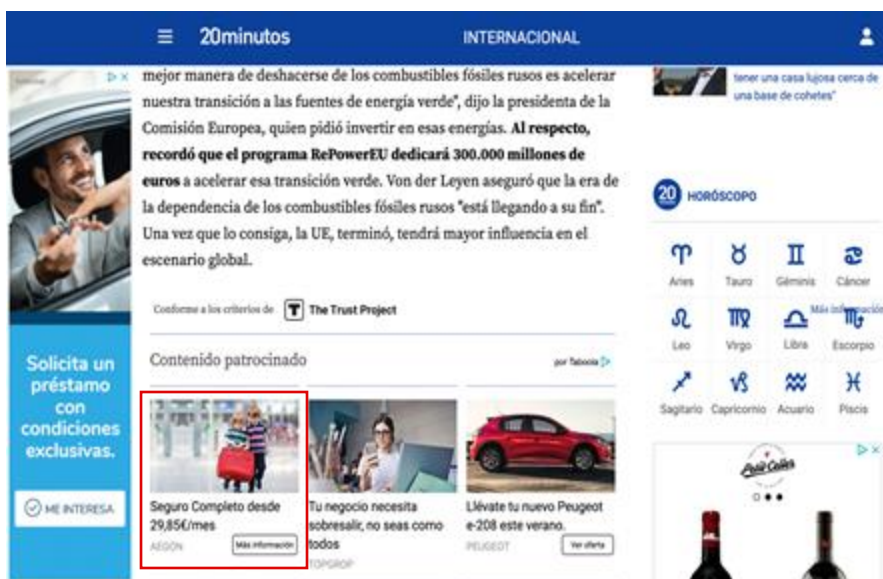 20minutos
INTERNACIONAL
mejor manera de deshacerse de los combustibles fósiles rusos es acelerar
nuestra transición a las fuentes de energía verde", dijo la presidenta de la
Comisión Europea, quien pidió invertir en esas energías. Al respecto,
recordó que el programa RePowerEU dedicará 300.000 millones de
euros a acelerar esa transición verde. Von der Leyen aseguró que la era de
la dependencia de los combustibles fósiles rusos "está llegando a su fin".
Una vez que lo consiga, la UE, terminó, tendrá mayor influencia en el
escenario global.
Conforme a los criterios de
T The Trust Project
Contenido patrocinado
por Taboola
Seguro Completo desde
29,85€/mes
AEGON
Más información
Tu negocio necesita
sobresalir, no seas como
todos
TOPGROP
Llévate tu nuevo Peugeot
e-208 este verano.
PEUGEOT
Ver oferta
Solicita un
préstamo
con
condiciones
exclusivas.
ME INTERESA
tener una casa lujosa cerca de
una base de cohetes"
20
HORÓSCOPO
Aries
Tauro
Géminis
Cáncer
Más información
Leo
Virgo
Libra
Escorpio
Sagitario
Capricornio
Acuario
Piscis
Petit Caller